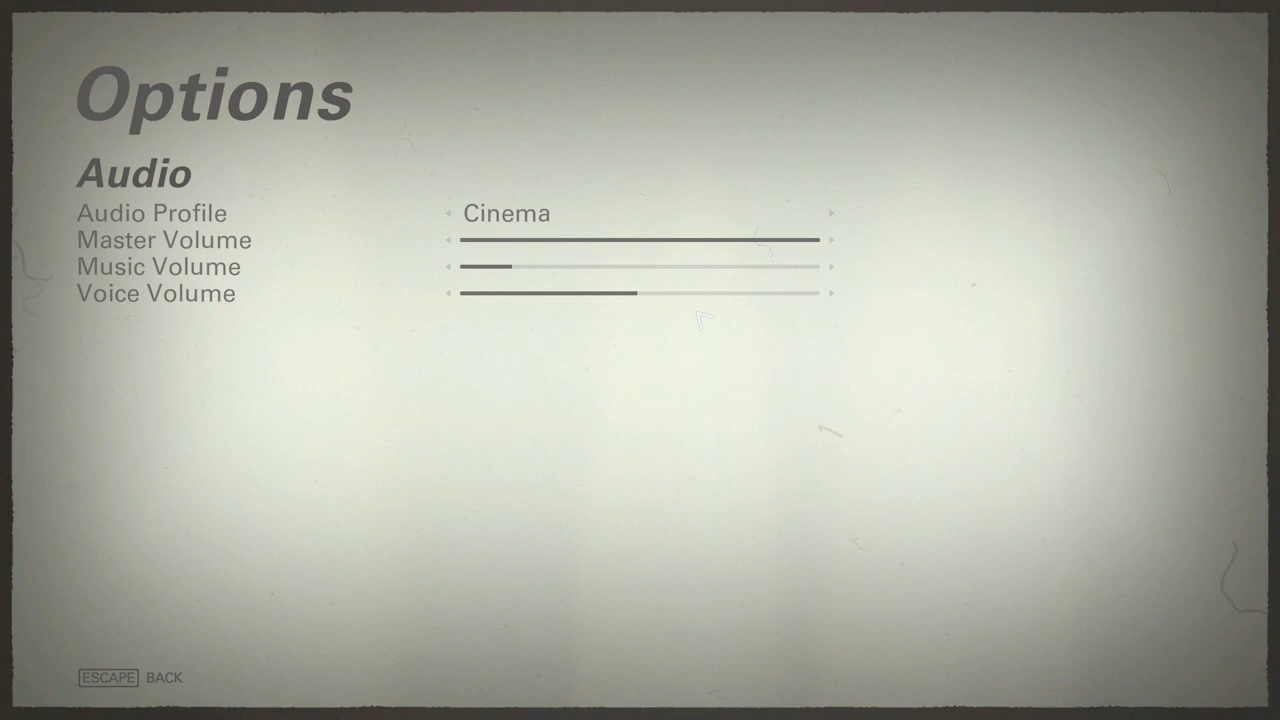 Options
Audio
Audio Profile Cinema
Master Volume
Music Volume
Voice Volume
ESCAPE BACK